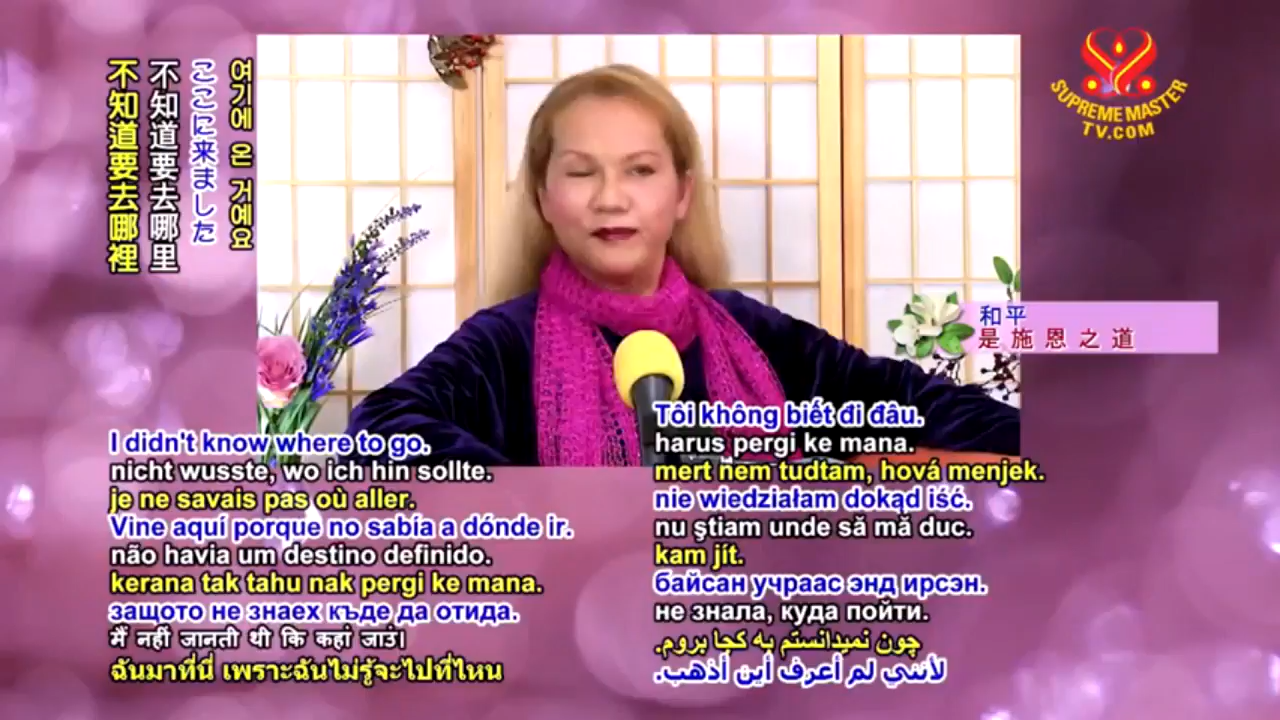 不知道要去哪裡
不知道要去哪里
ここに来ました
여기에 온 거예요
SUPREME MASTER
TV.COM
和平
是施恩之道
I didn't know where to go.
nicht wusste, wo ich hin sollte.
je ne savais pas où aller.
Vine aquí porque no sabía a dónde ir.
não havia um destino definido.
kerana tak tahu nak pergi ke mana.
защото не знаех къде да отида.
मैं नहीं जानती थी कि कहां जाउं।
ฉันมาที่นี่ เพราะฉันไม่รู้จะไปที่ไหน
Tôi không biết đi đâu.
harus pergi ke mana.
mert nem tudtam, hová menjek.
nie wiedziałam dokąd iść.
nu ştiam unde să mă duc.
kam jít.
байсан учраас энд ирсэн.
не знала, куда пойти.
چون نمیدانستم به کجا بروم.
لأنني لم أعرف أين أذهب.